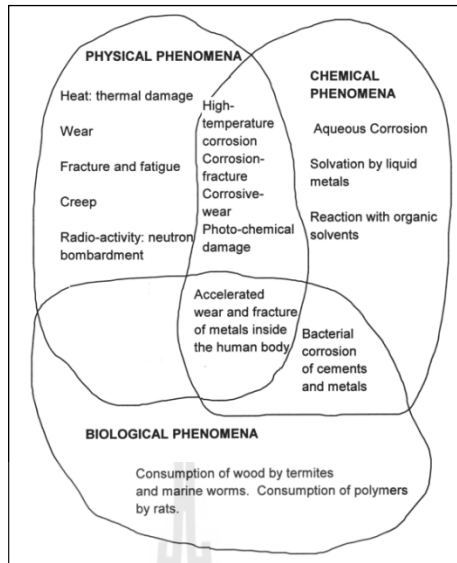 PHYSICAL PHENOMENA
Heat: thermal damage
Wear
Fracture and fatigue
Creep
Radio-activity: neutron
bombardment
High-
temperature
corrosion
Corrosion-
fracture
Corrosive-
wear
Photo-chemical
damage
CHEMICAL
PHENOMENA
Aqueous Corrosion
Solvation by liquid
metals
Reaction with organic
solvents
Accelerated
wear and fracture
of metals inside
the human body
Bacterial
corrosion
of cements
and metals
BIOLOGICAL PHENOMENA
Consumption of wood by termites
and marine worms. Consumption of polymers
by rats.